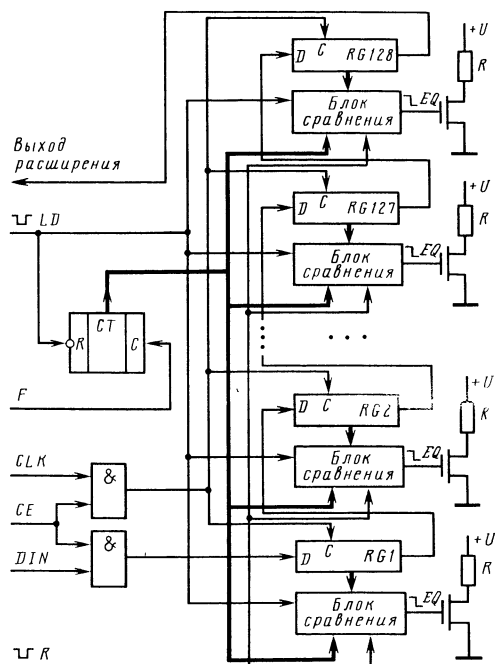 +U
C
D
RG128
R
Блок
сравнения
EQ
Выход
расширения
+U
C
D
RG127
R
LD
Блок
сравнения
EQ
CT
R
C
. . .
F
+U
C
D
RG2
K
CLK
&
Блок
сравнения
EQ
CE
+U
C
&
D
RG1
R
DIN
Блок
сравнения
EQ
R